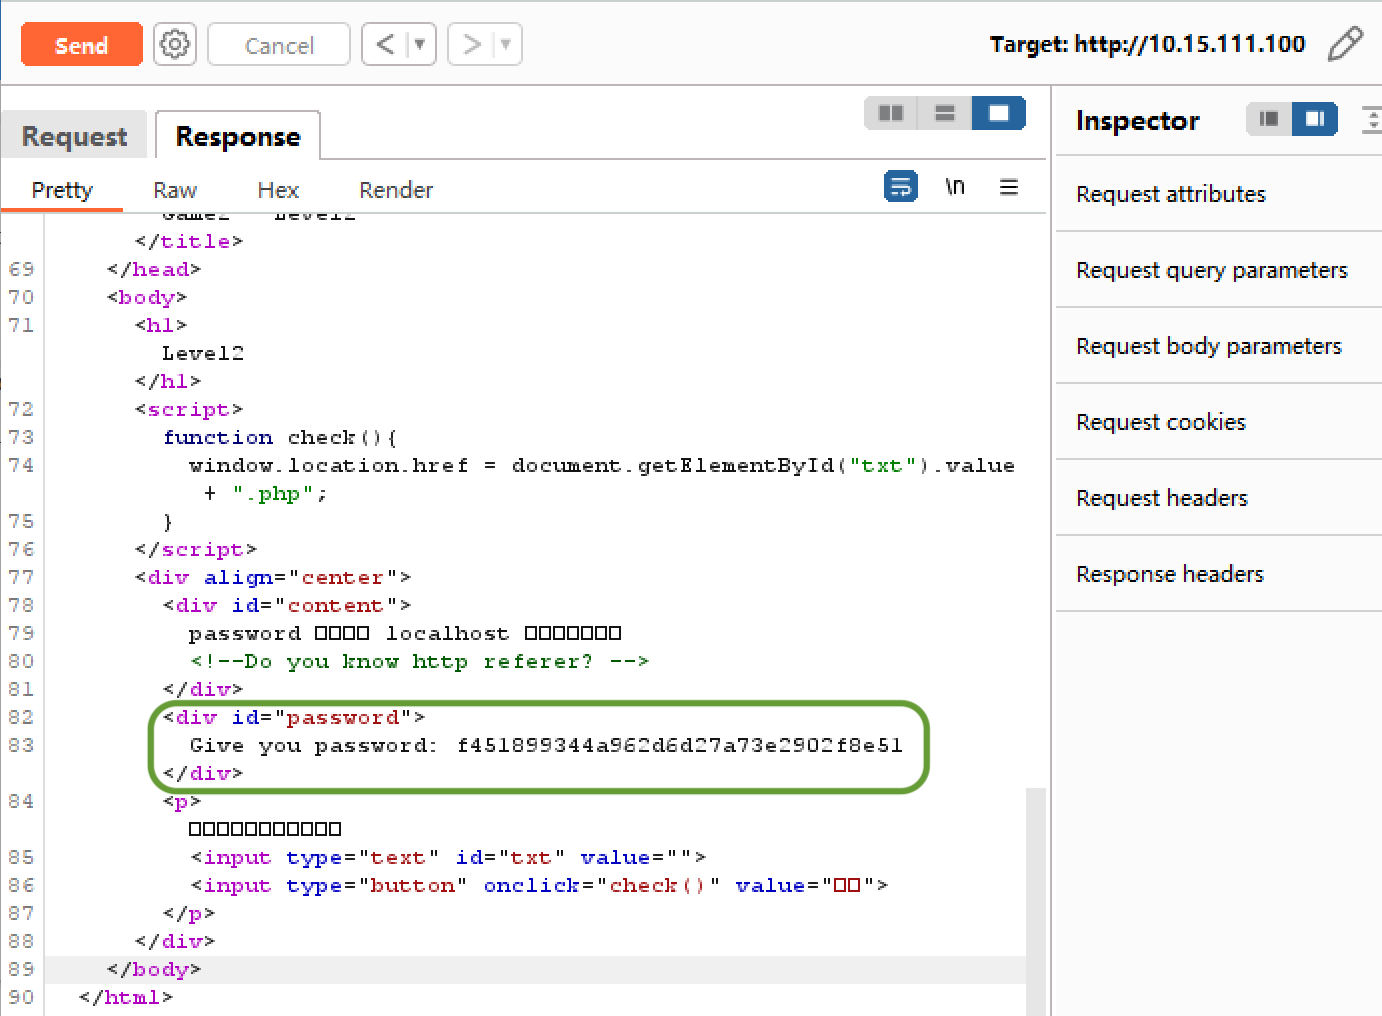 Send
Cancel
< ▼
> ▼
Target: http://10.15.111.100
Request
Response
Pretty
Raw
Hex
Render
\n
Game2 Level2
</title>
69 </head>
70 <body>
71 <h1>
Level2
</h1>
72 <script>
73 function check(){
74 window.location.href = document.getElementById("txt").value
+ ".php";
75 }
76 </script>
77 <div align="center">
78 <div id="content">
79 password □□□□ localhost □□□□□□□
80 <!--Do you know http referer? -->
81 </div>
82 <div id="password">
83 Give you password: f451899344a962d6d27a73e2902f8e51
</div>
84 <p>
□□□□□□□□□□□
85 <input type="text" id="txt" value="">
86 <input type="button" onclick="check()" value="□□">
87 </p>
88 </div>
89 </body>
90 </html>
Inspector
Request attributes
Request query parameters
Request body parameters
Request cookies
Request headers
Response headers